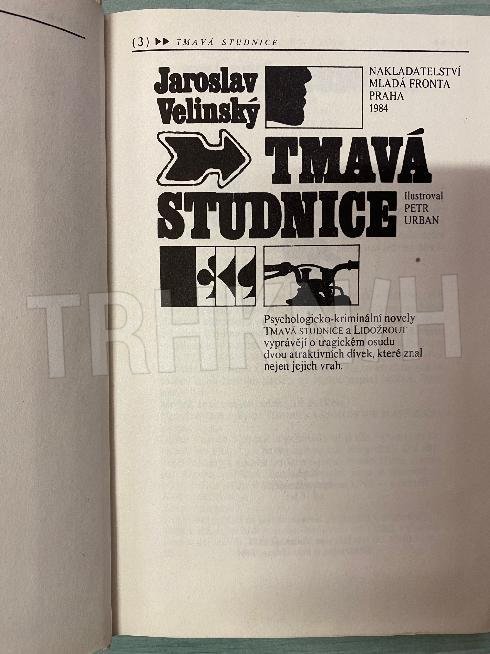 (3) ▶▶ TMAVÁ STUDNICE
Jaroslav
Velinský
NAKLADATELSTVÍ
MLADÁ FRONTA
PRAHA
1984
TMAVÁ
STUDNICE
Ilustroval
PETR
URBAN
Psychologicko-kriminální novely
TMAVÁ STUDNICE a LIDOŽROUT
vyprávějí o tragickém osudu
dvou atraktivních dívek, které znal
nejen jejich vrah.